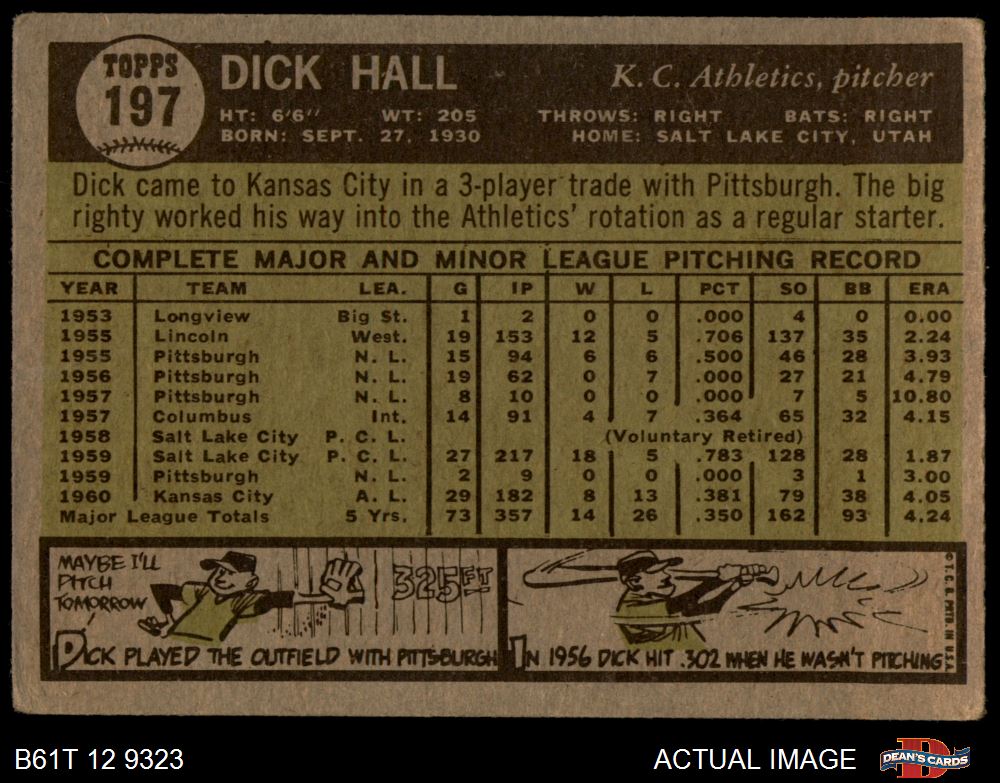 TOPPS
197
DICK HALL
K. C. Athletics, pitcher
HT: 6'6" WT: 205 THROWS: RIGHT BATS: RIGHT
BORN: SEPT. 27, 1930 HOME: SALT LAKE CITY, UTAH
Dick came to Kansas City in a 3-player trade with Pittsburgh. The big
righty worked his way into the Athletics' rotation as a regular starter.
COMPLETE MAJOR AND MINOR LEAGUE PITCHING RECORD
YEAR TEAM LEA. G IP W L PCT SO BB ERA
1953 Longview Big St. 1 2 0 0 .000 4 0 0.00
1955 Lincoln West. 19 153 12 5 .706 137 35 2.24
1955 Pittsburgh N. L. 15 94 6 6 .500 46 28 3.93
1956 Pittsburgh N. L. 19 62 0 7 .000 27 21 4.79
1957 Pittsburgh N. L. 8 10 0 0 .000 7 5 10.80
1957 Columbus Int. 14 91 4 7 .364 65 32 4.15
1958 Salt Lake City P. C. L. (Voluntary Retired)
1959 Salt Lake City P. C. L. 27 217 18 5 .783 128 28 1.87
1959 Pittsburgh N. L. 2 9 0 0 .000 3 1 3.00
1960 Kansas City A. L. 29 182 8 13 .381 79 38 4.05
Major League Totals 5 Yrs. 73 357 14 26 .350 162 93 4.24
MAYBE I'LL
PITCH
TOMORROW
325 FT
DICK PLAYED THE OUTFIELD WITH PITTSBURGH
IN 1956 DICK HIT .302 WHEN HE WASN'T PITCHING
© T. C. G. PRTD. IN U.S.A.
B61T 12 9323
ACTUAL IMAGE
DEAN'S CARDS